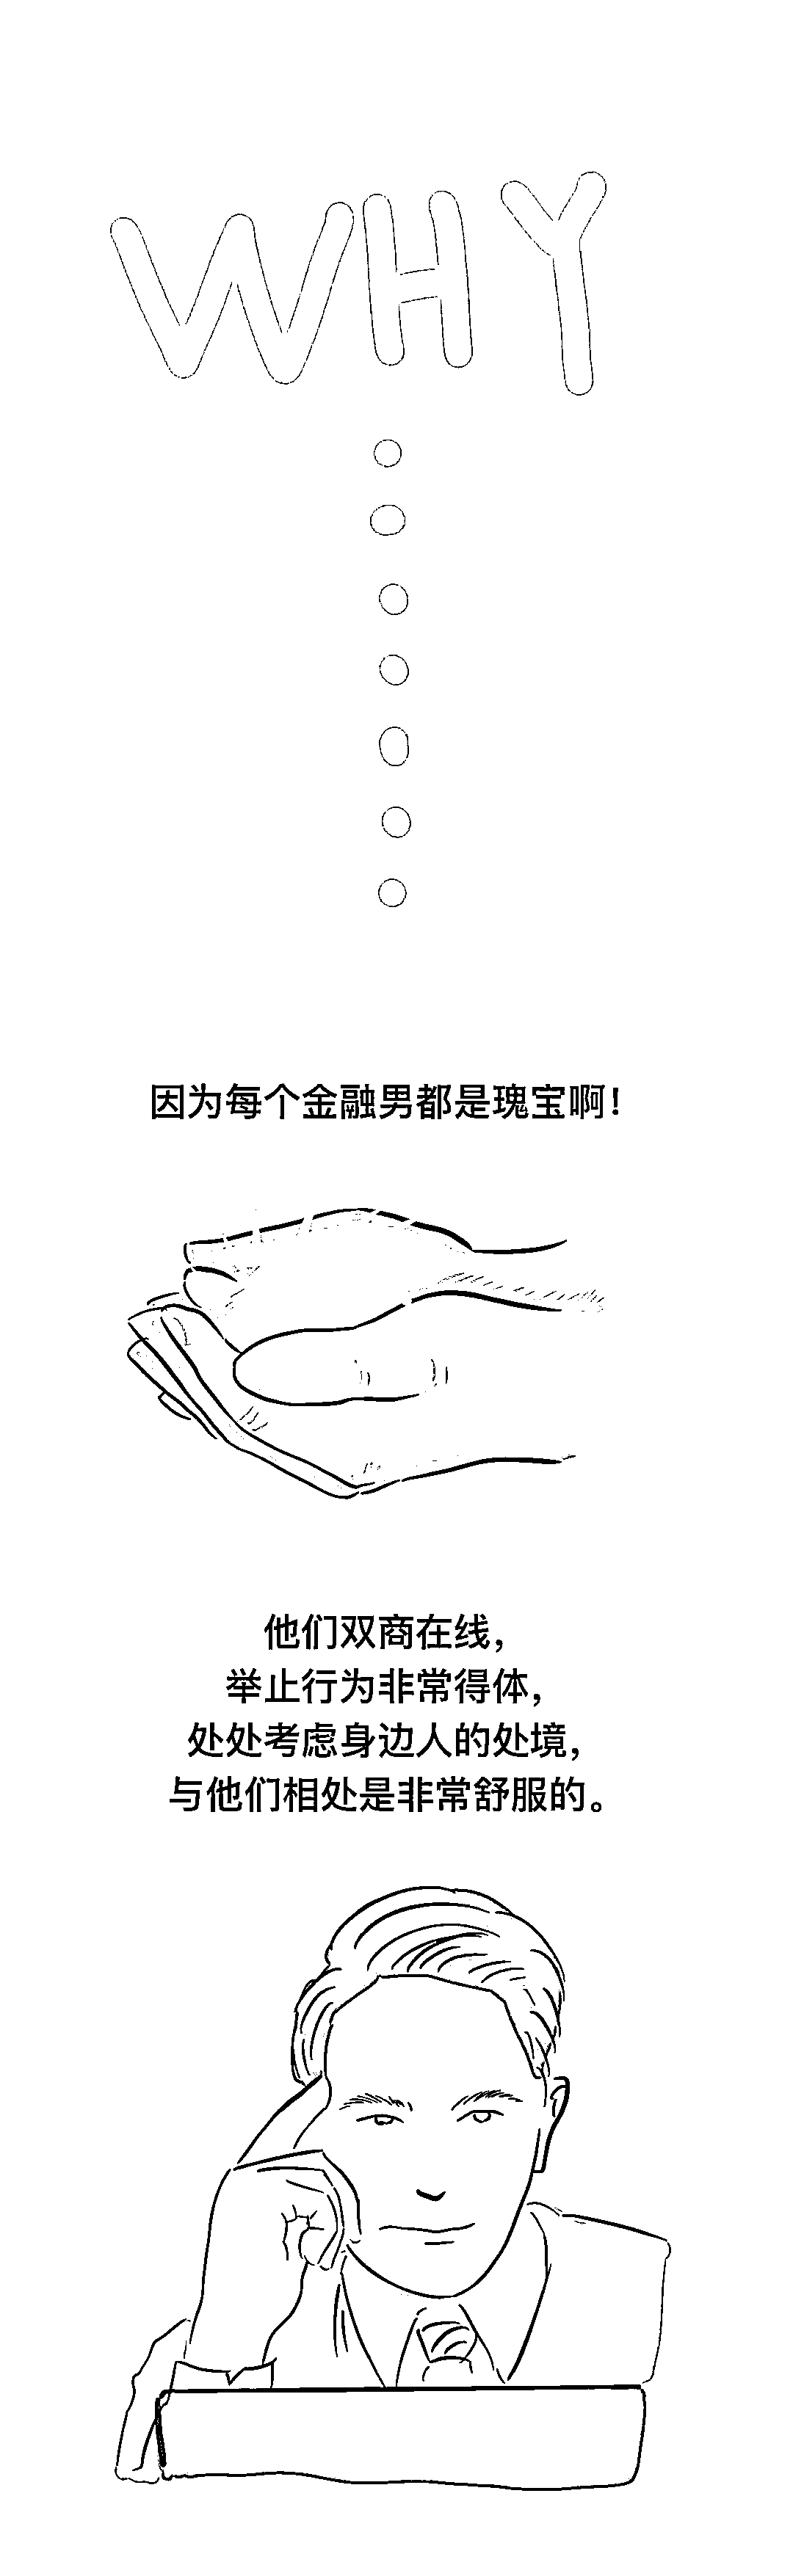 WHY
因为每个金融男都是瑰宝啊!
他们双商在线,
举止行为非常得体,
处处考虑身边人的处境,
与他们相处是非常舒服的。